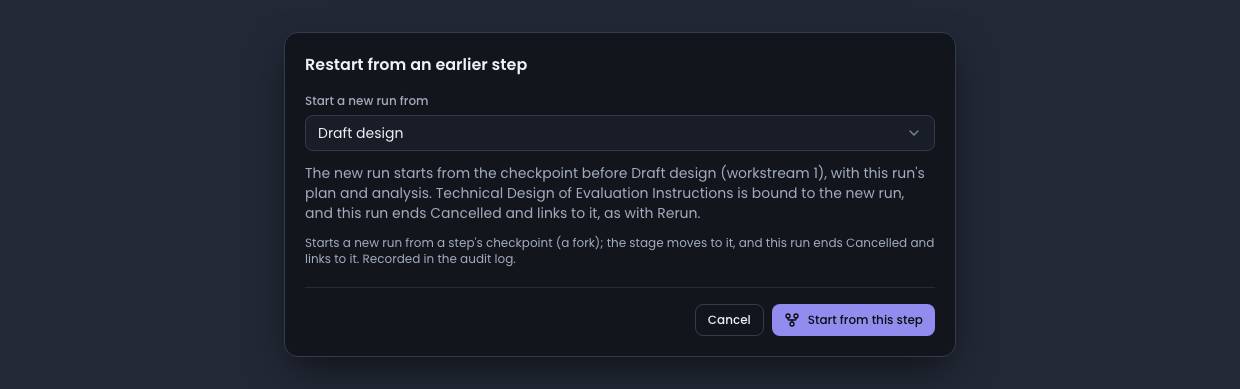 Restart from an earlier step
Start a new run from
Draft design
The new run starts from the checkpoint before Draft design (workstream 1), with this run's
plan and analysis. Technical Design of Evaluation Instructions is bound to the new run,
and this run ends Cancelled and links to it, as with Rerun.
Starts a new run from a step's checkpoint (a fork); the stage moves to it, and this run ends Cancelled and
links to it. Recorded in the audit log.
Cancel
Start from this step